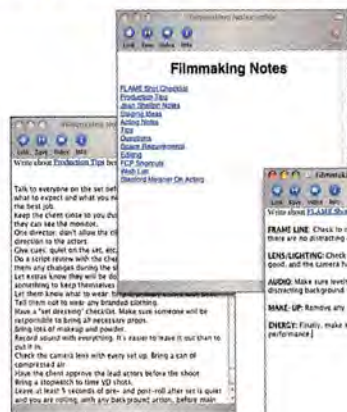 Filmmaking Notes
FLAME Shot Checklist
Production Tips
Jean Shelton Notes
Staging Ideas
Acting Notes
Tips
Questions
Space Requirements
Editing
FCP Shortcuts
Web List
Sanford Meisner On Acting
Write about Production Tips
Talk to everyone on the set
what to expect and what you
the best job.
Keep the client close to you
they can see the monitor.
One director: don't allow the
direction to the actors.
Give cues: quiet on the set, etc.
Do a script review with the
them any changes during the
Let extras know they will be
something to keep themselves
Let them know what to wear:
Tell them not to wear any branded clothing.
Have a "set dressing" checklist. Make sure someone will be
responsible to bring all necessary props.
Bring lots of makeup and powder.
Record sound with everything. It's easier to leave it out than to
put it in.
Check the camera lens with every set up. Bring a can of
compressed air
Have the client approve the lead actors before the shoot
Bring a stopwatch to time VO shots.
Leave at least 5 seconds of pre- and post-roll after set is quiet
and you are rolling, with any background action, before main
Write about FLAME
FRAME LINE: Check
there are no distracting
LENS/LIGHTING: Check
good, and the camera
AUDIO: Make sure levels
distracting background
MAKE-UP: Remove any
ENERGY: Finally, make
performance